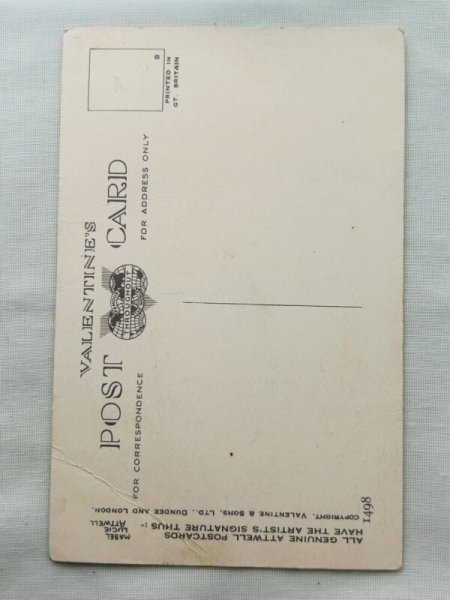 VALENTINE'S
POST CARD
THROUGHOUT
FOR CORRESPONDENCE
FOR ADDRESS ONLY
B
PRINTED IN
GT BRITAIN
ALL GENUINE ATTWELL POSTCARDS
HAVE THE ARTIST'S SIGNATURE THUS :-
MABEL
LUCIE
ATTWELL
COPYRIGHT. VALENTINE & SONS, LTD., DUNDEE AND LONDON.
1498